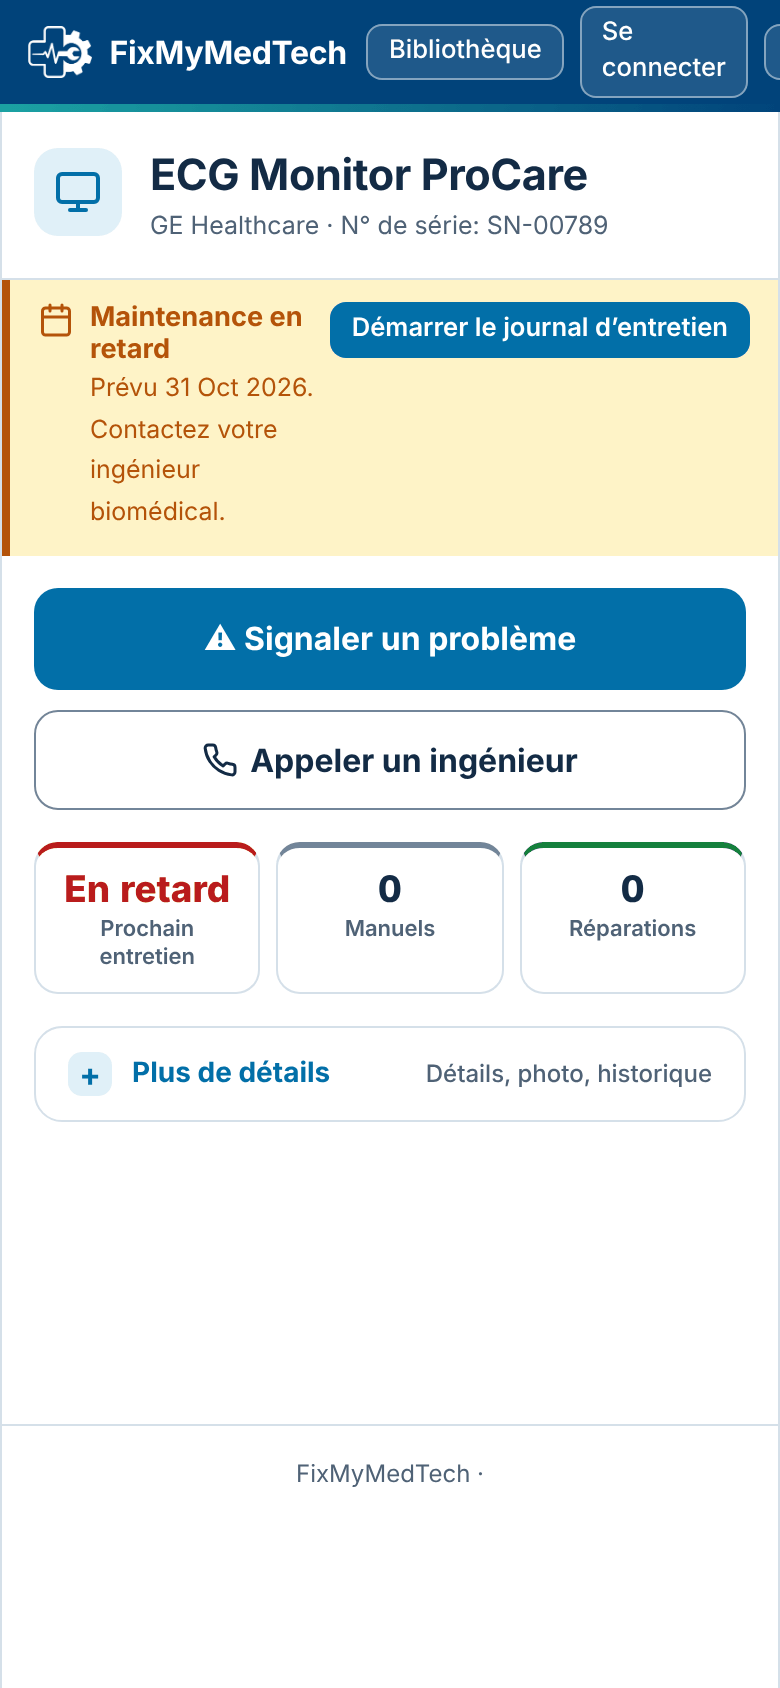 FixMyMedTech
Bibliothèque
Se
connecter
ECG Monitor ProCare
GE Healthcare · N° de série: SN-00789
Maintenance en
retard
Démarrer le journal d’entretien
Prévu 31 Oct 2026.
Contactez votre
ingénieur
biomédical.
Signaler un problème
Appeler un ingénieur
En retard
Prochain
entretien
0
Manuels
0
Réparations
+ Plus de détails
Détails, photo, historique
FixMyMedTech ·